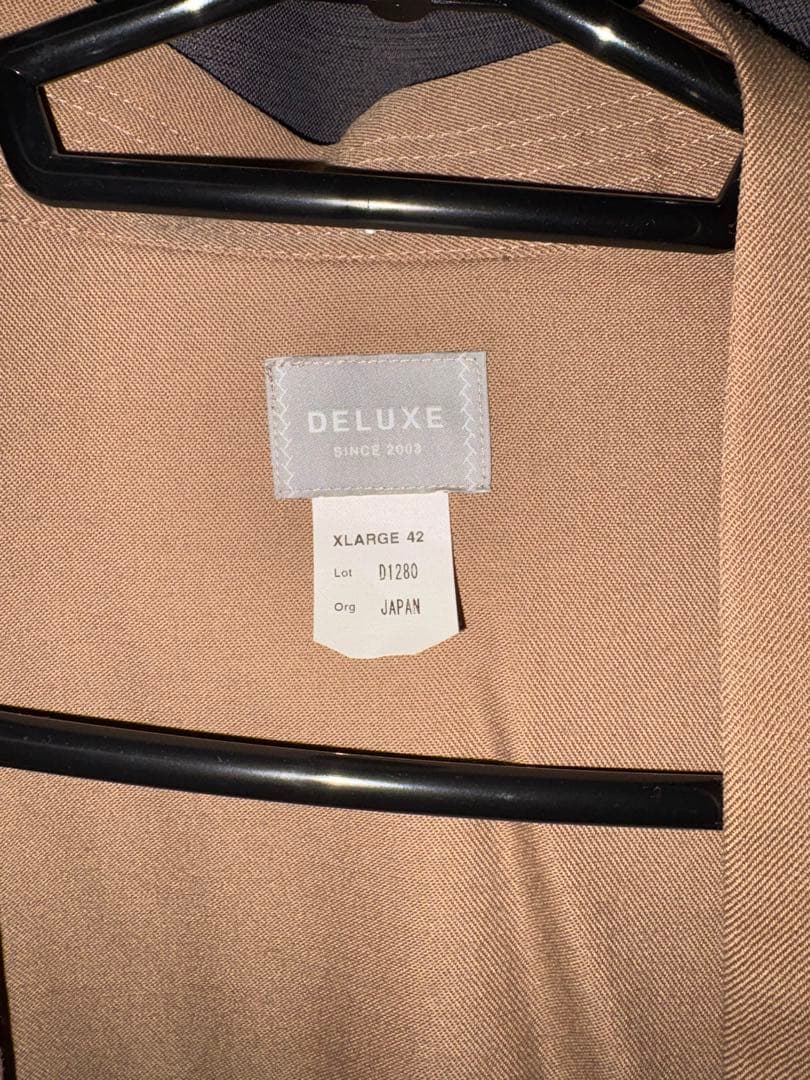 DELUXE
SINCE 2003
XLARGE 42
Lot D1280
Org JAPAN